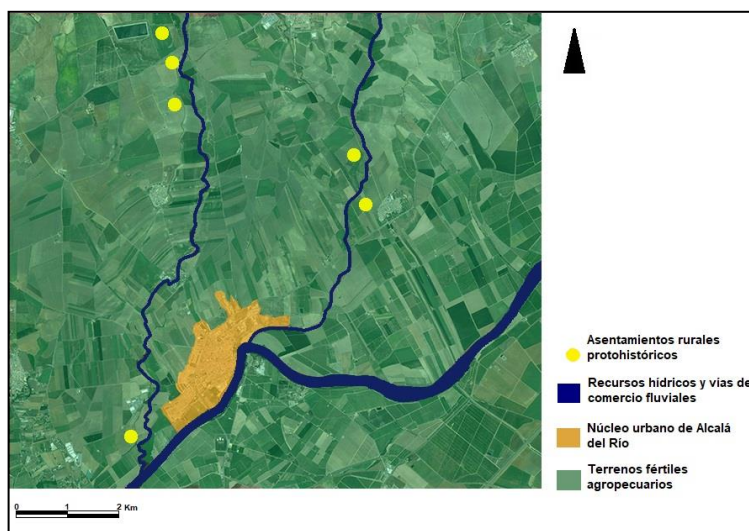 Asentamientos rurales
protohistóricos
Recursos hídricos y vías de
comercio fluviales
Núcleo urbano de Alcalá
del Río
Terrenos fértiles
agropecuarios
0 1 2 Km